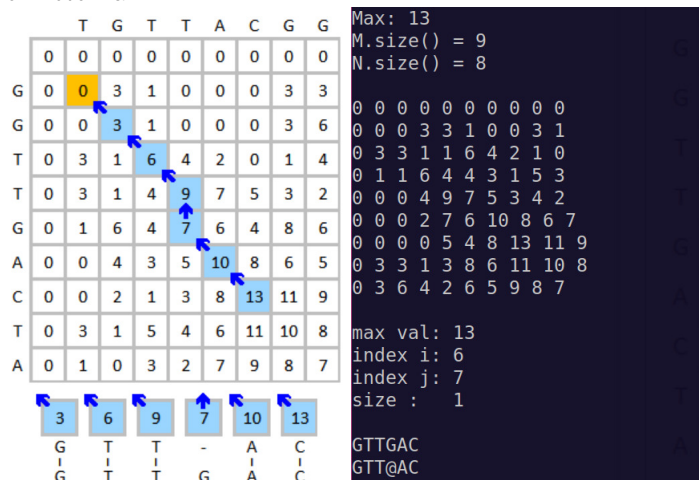 T G T T A C G G
0 0 0 0 0 0 0 0 0
G 0 0 3 1 0 0 0 3 3
G 0 0 3 1 0 0 0 3 6
T 0 3 1 6 4 2 0 1 4
T 0 3 1 4 9 7 5 3 2
G 0 1 6 4 7 6 4 8 6
A 0 0 4 3 5 10 8 6 5
C 0 0 2 1 3 8 13 11 9
T 0 3 1 5 4 6 11 10 8
A 0 1 0 3 2 7 9 8 7
3 6 9 7 10 13
G T T - A C
G T T G A C
Max: 13
M.size() = 9
N.size() = 8
0 0 0 0 0 0 0 0 0 0
0 0 0 3 3 1 0 0 3 1
0 3 3 1 1 6 4 2 1 0
0 1 1 6 4 4 3 1 5 3
0 0 0 4 9 7 5 3 4 2
0 0 0 2 7 6 10 8 6 7
0 0 0 0 5 4 8 13 11 9
0 3 3 1 3 8 6 11 10 8
0 3 6 4 2 6 5 9 8 7
max val: 13
index i: 6
index j: 7
size : 1
GTTGAC
GTT@AC